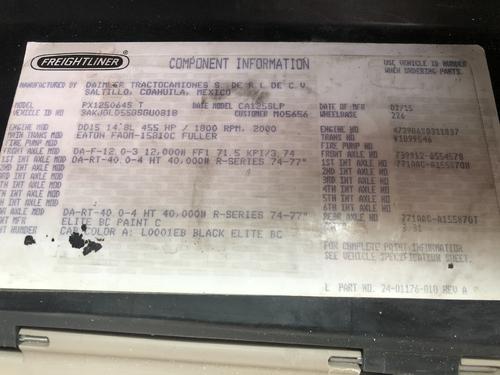 FREIGHTLINER
COMPONENT INFORMATION
USE VEHICLE ID NUMBER
WHEN ORDERING PARTS.
MANUFACTURED BY DAIMLER TRACTOCAMIONES S. DE R.L DE C.V.
SALTILLO, COAHUILA, MEXICO
MODEL PX125064S T DATE MODEL CA125SLP 07/15
VEHICLE ID NO CUSTOMER WHEELBASE 226
ENGINE MOD DD15 14.8L 455 HP / 1800 RPM, 2000 ENGINE NO
MAIN TRANS MOD EATON FAOM-15810C FULLER TRANS NO
FIRE PUMP MOD FIRE PUMP NO
FRONT AXLE MOD DA-F-12.0-3 12,000# FF1 71.5 KPI/3.74 FRONT AXLE NO
1ST INT AXLE MOD DA-RT-40.0-4 HT 40,000# R-SERIES 74-77" 1ST INT AXLE NO
2ND INT AXLE MOD 2ND INT AXLE NO
3RD INT AXLE MOD 3RD INT AXLE NO
4TH INT AXLE MOD 4TH INT AXLE NO
5TH INT AXLE MOD 5TH INT AXLE NO
6TH INT AXLE MOD 6TH INT AXLE NO
AXLE MOD DA-RT-40.0-4 HT 40,000# R-SERIES 74-77" REAR AXLE NO
MFR ELITE BC PAINT
NUMBER CAB COLOR A: L0001EB BLACK ELITE BC
FOR COMPLETE PAINT INFORMATION
SEE VEHICLE SPECIFICATION SHEET.
PART NO. 24-01176-010 REV A